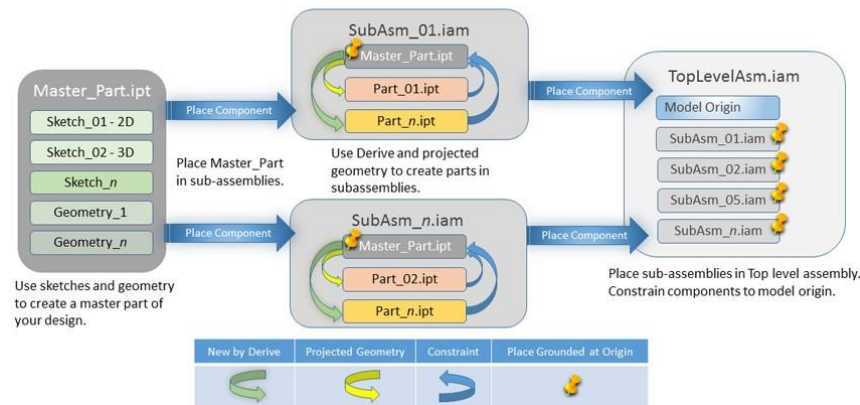 Master_Part.ipt
Sketch_01 - 2D
Sketch_02 - 3D
Sketch_n
Geometry_1
Geometry_n
Use sketches and geometry
to create a master part of
your design.
Place Component
Place Master_Part
in sub-assemblies.
Place Component
SubAsm_01.iam
Master_Part.ipt
Part_01.ipt
Part_n.ipt
Use Derive and projected
geometry to create parts in
subassemblies.
SubAsm_n.iam
Master_Part.ipt
Part_02.ipt
Part_n.ipt
Place Component
Place Component
TopLevelAsm.iam
Model Origin
SubAsm_01.iam
SubAsm_02.iam
SubAsm_05.iam
SubAsm_n.iam
Place sub-assemblies in Top level assembly.
Constrain components to model origin.
New by Derive
Projected Geometry
Constraint
Place Grounded at Origin